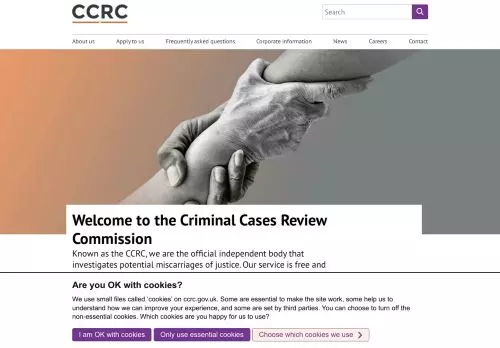 CCRC
Search
About us
Apply to us
Frequently asked questions
Corporate information
News
Careers
Contact
Welcome to the Criminal Cases Review
Commission
Known as the CCRC, we are the official independent body that
investigates potential miscarriages of justice. Our service is free and
Are you OK with cookies?
We use small files called 'cookies' on ccrc.gov.uk. Some are essential to make the site work, some help us to
understand how we can improve your experience, and some are set by third parties. You can choose to turn off the
non-essential cookies. Which cookies are you happy for us to use?
I am OK with cookies
Only use essential cookies
Choose which cookies we use